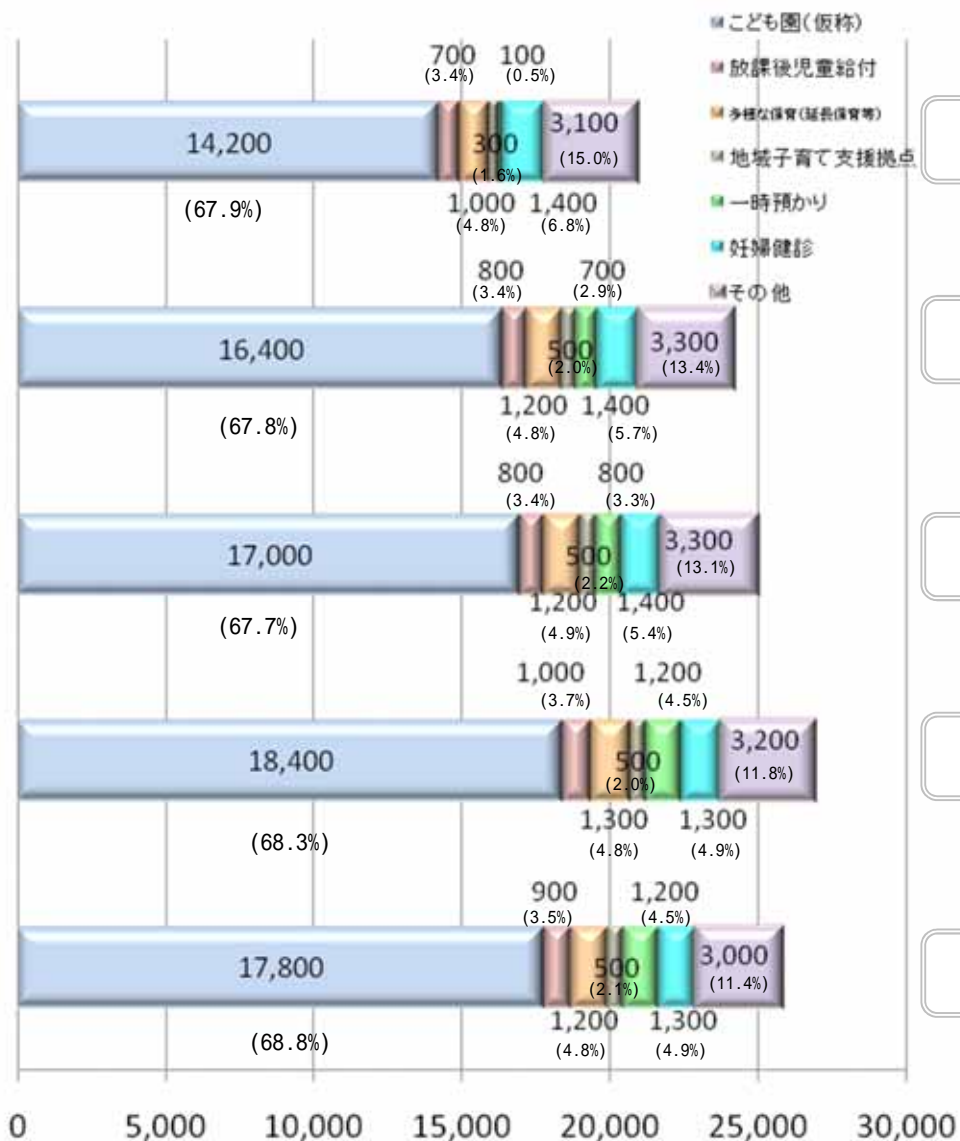 こども園(仮称)
放課後児童給付
多様な保育(延長保育等)
地域子育て支援拠点
一時預かり
妊婦健診
その他
700 100
(3.4%) (0.5%)
14,200 300 3,100
(1.6%) (15.0%)
(67.9%) 1,000 1,400
(4.8%) (6.8%)
800 700
(3.4%) (2.9%)
16,400 500 3,300
(2.0%) (13.4%)
1,200 1,400
(67.8%) (4.8%) (5.7%)
800 800
(3.4%) (3.3%)
17,000 500 3,300
(2.2%) (13.1%)
1,200 1,400
(67.7%) (4.9%) (5.4%)
1,000 1,200
(3.7%) (4.5%)
18,400 500 3,200
(2.0%) (11.8%)
1,300 1,300
(68.3%) (4.8%) (4.9%)
900 1,200
(3.5%) (4.5%)
17,800 500 3,000
(2.1%) (11.4%)
1,200 1,300
(68.8%) (4.8%) (4.9%)
0 5,000 10,000 15,000 20,000 25,000 30,000